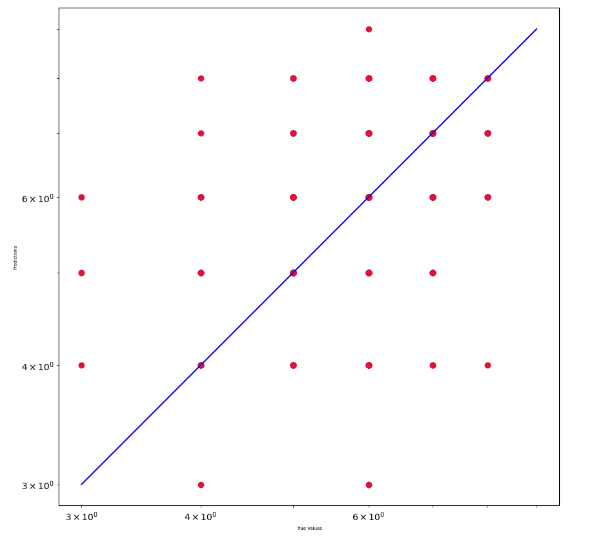 6 × 10⁰
Predictions
4 × 10⁰
3 × 10⁰
3 × 10⁰ 4 × 10⁰ 6 × 10⁰
True Values